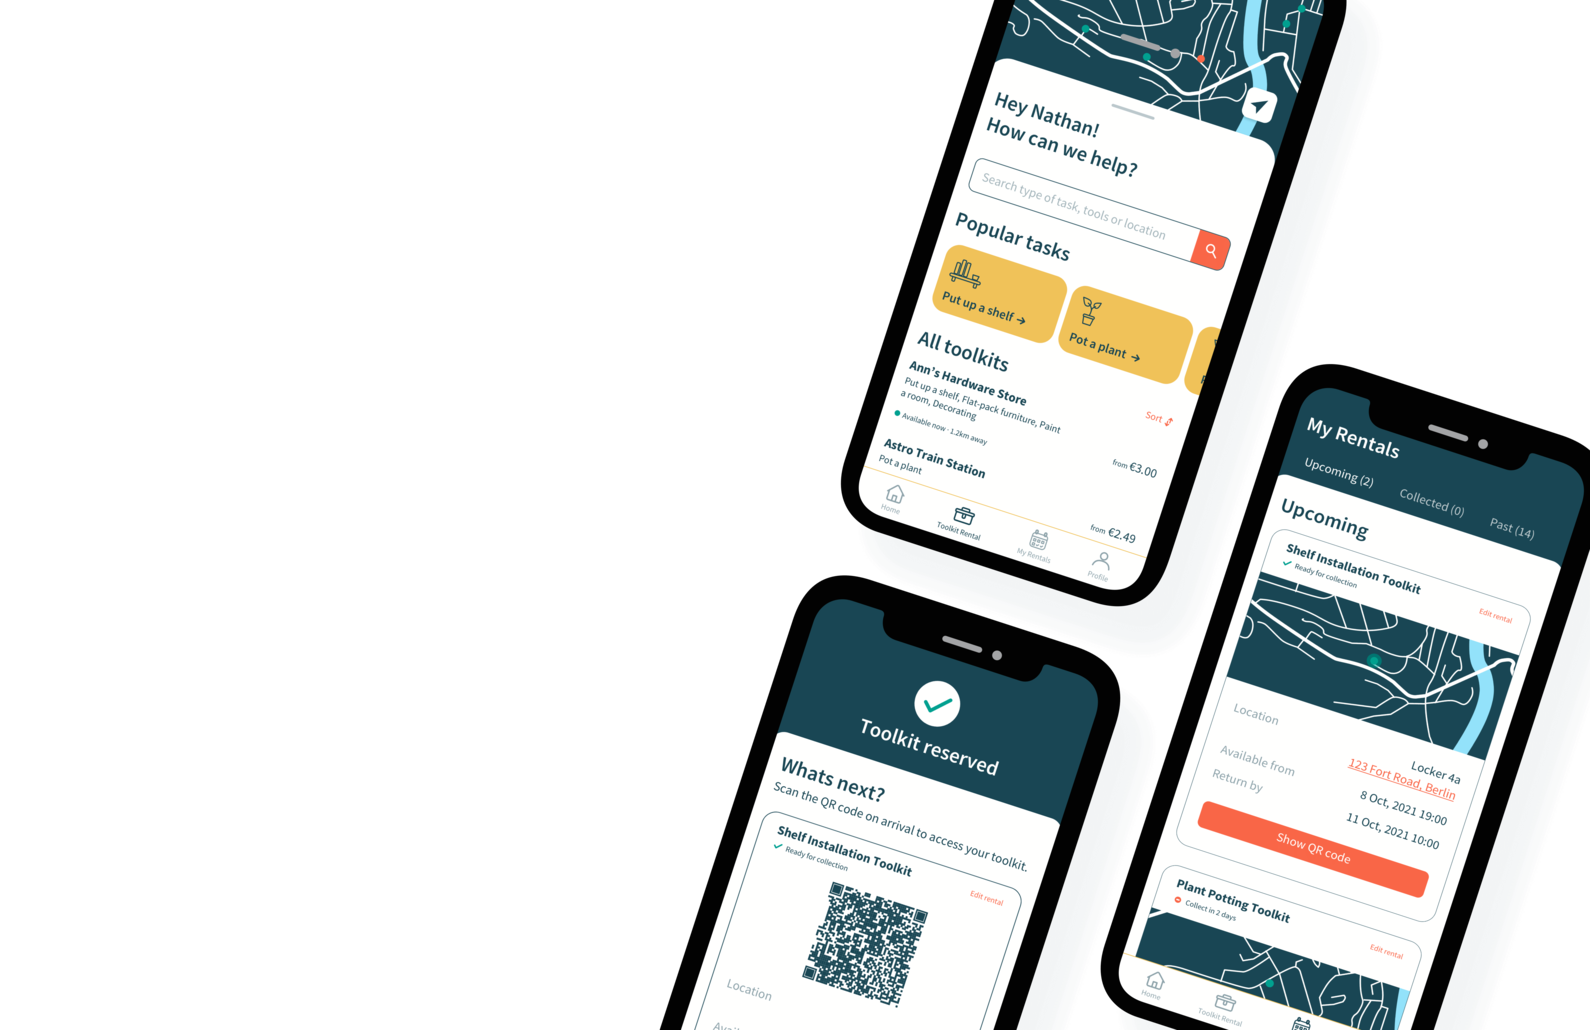 Hey Nathan!
How can we help?
Search type of task, tools or location
Popular tasks
Put up a shelf →
Pot a plant →
All toolkits
Sort
Ann's Hardware Store
Put up a shelf, Flat-pack furniture, Paint
a room, Decorating
Available now · 1.2km away
from €3.00
Astro Train Station
Pot a plant
from €2.49
Home
Toolkit Rental
My Rentals
Profile
Toolkit reserved
Whats next?
Scan the QR code on arrival to access your toolkit.
Shelf Installation Toolkit
Ready for collection
Edit rental
Location
My Rentals
Upcoming (2)
Collected (0)
Past (14)
Upcoming
Shelf Installation Toolkit
Ready for collection
Edit rental
Location
Locker 4a
123 Fort Road, Berlin
Available from
8 Oct, 2021 19:00
Return by
11 Oct, 2021 10:00
Show QR code
Plant Potting Toolkit
Collect in 2 days
Edit rental
Home
Toolkit Rental